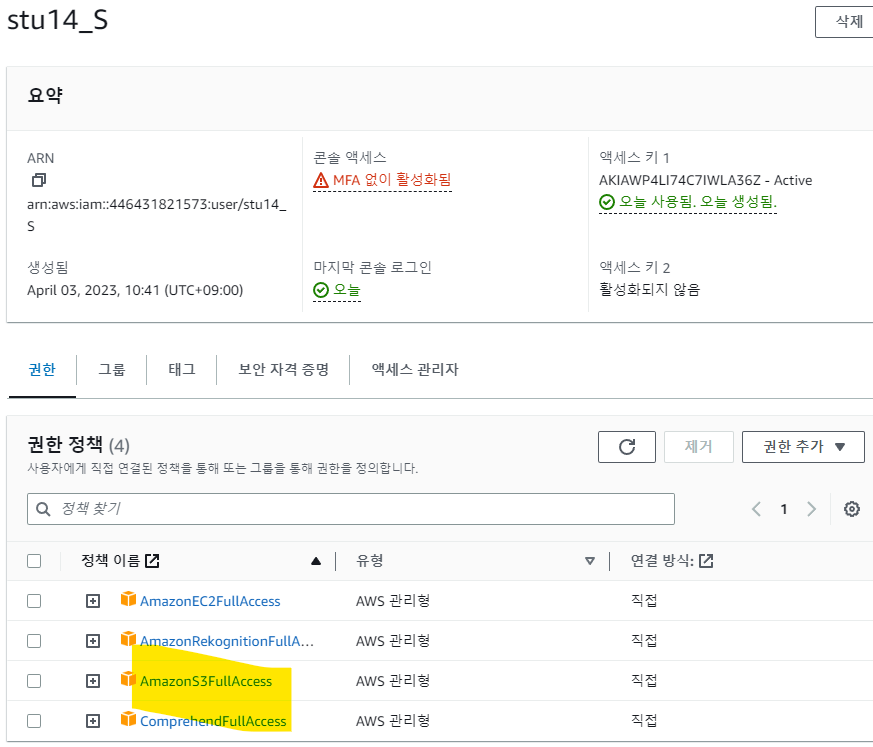 stu14_S
삭제
요약
ARN
arn:aws:iam::446431821573:user/stu14_
S
생성됨
April 03, 2023, 10:41 (UTC+09:00)
콘솔 액세스
MFA 없이 활성화됨
마지막 콘솔 로그인
오늘
액세스 키 1
AKIAWP4LI74C7IWLA36Z - Active
오늘 사용됨. 오늘 생성됨.
액세스 키 2
활성화되지 않음
권한 그룹 태그 보안 자격 증명 액세스 관리자
권한 정책 (4)
사용자에게 직접 연결된 정책을 통해 또는 그룹을 통해 권한을 정의합니다.
제거 권한 추가
정책 찾기
1
정책 이름 유형 연결 방식:
AmazonEC2FullAccess AWS 관리형 직접
AmazonRekognitionFullA... AWS 관리형 직접
AmazonS3FullAccess AWS 관리형 직접
ComprehendFullAccess AWS 관리형 직접